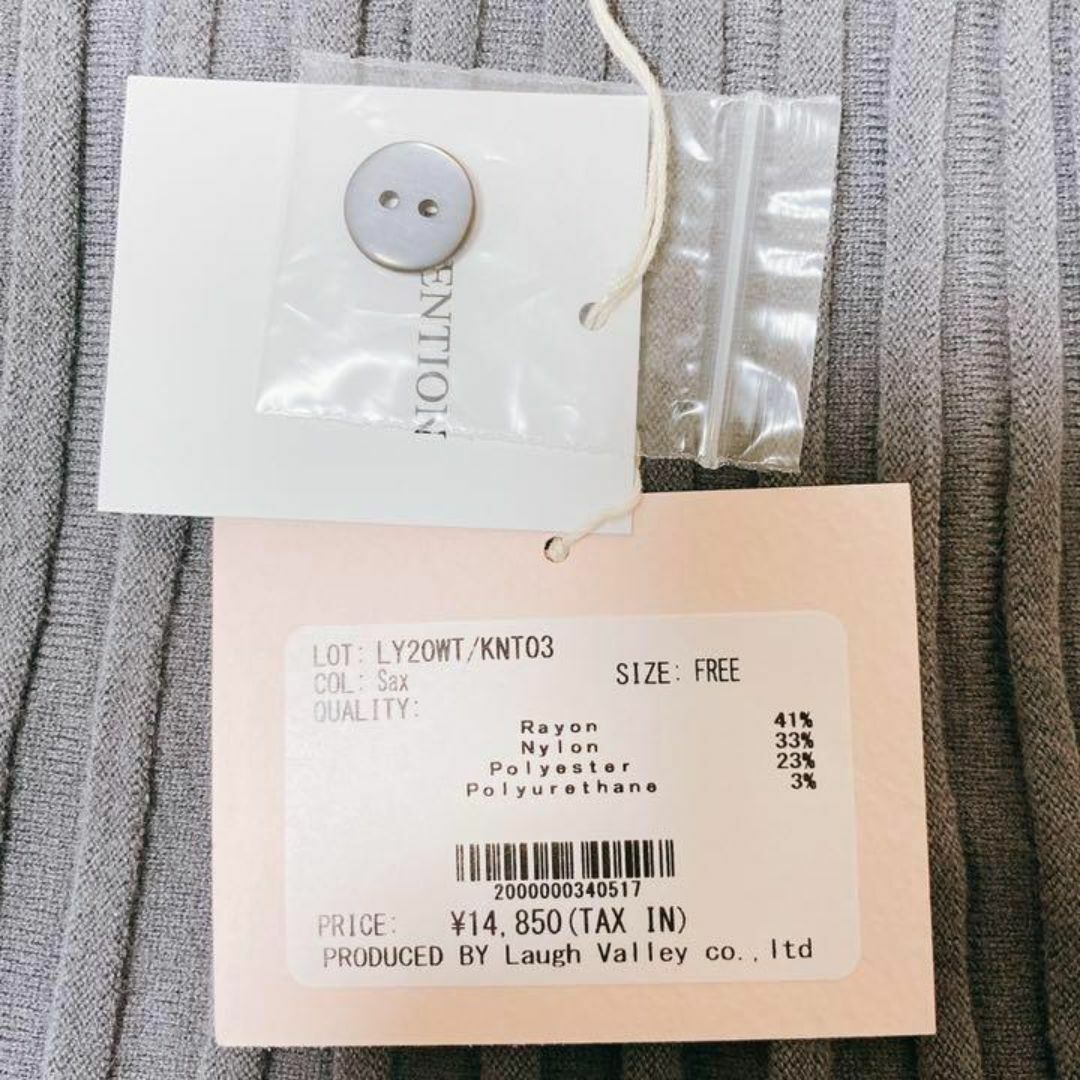 ENTION
LOT: LY20WT/KNT03
COL: Sax
SIZE: FREE
QUALITY:
Rayon 41%
Nylon 33%
Polyester 23%
Polyurethane 3%
2000000340517
PRICE: ¥14,850(TAX IN)
PRODUCED BY Laugh Valley co.,ltd